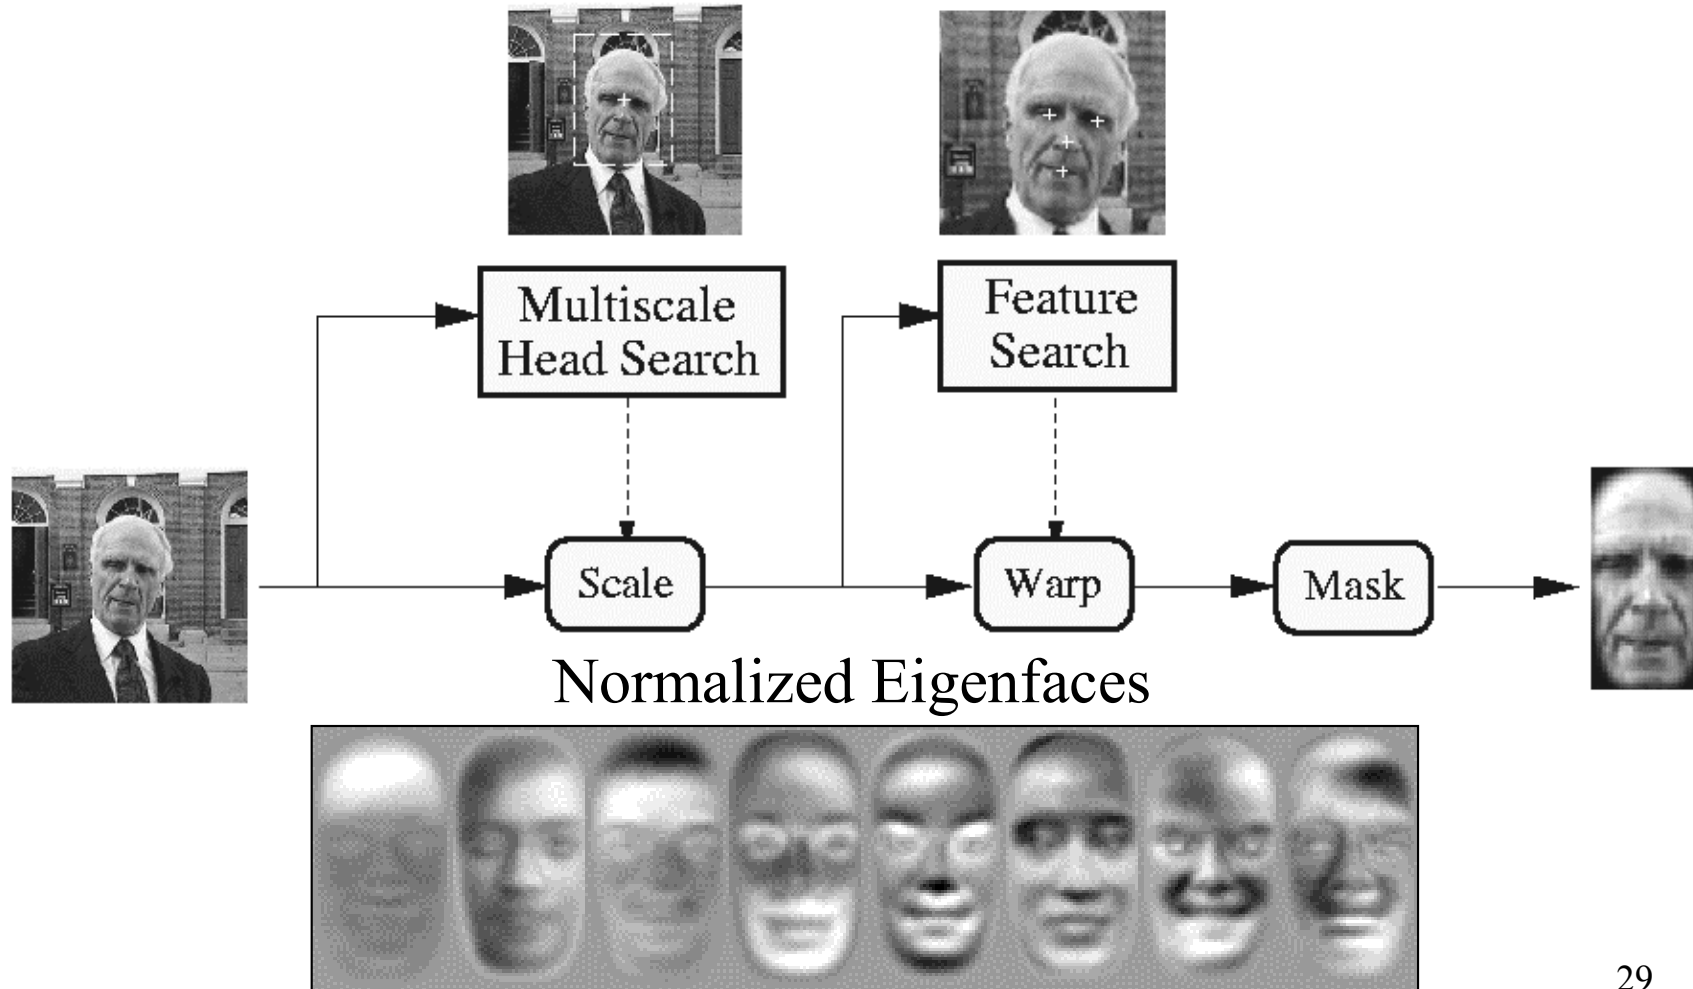 Multiscale
Head Search
Feature
Search
Scale
Warp
Mask
Normalized Eigenfaces
29